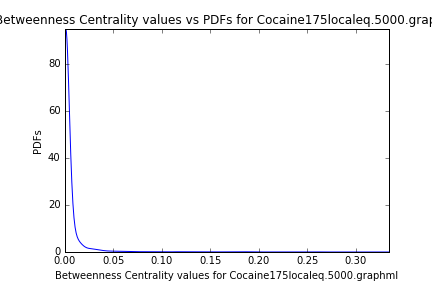 Betweenness Centrality values vs PDFs for Cocaine175localeq.5000.grap
80
60
40
20
0
PDFs
0.00 0.05 0.10 0.15 0.20 0.25 0.30
Betweenness Centrality values for Cocaine175localeq.5000.graphml